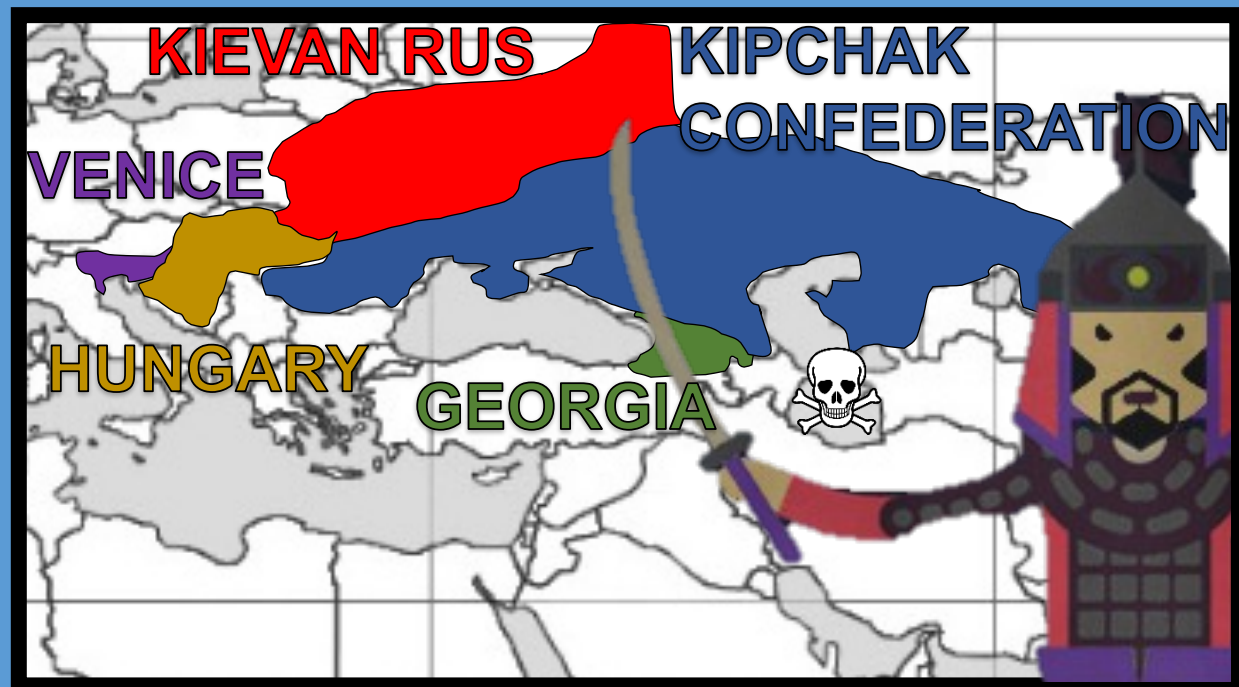 KIEVAN RUS
KIPCHAK
CONFEDERATION
VENICE
HUNGARY
GEORGIA